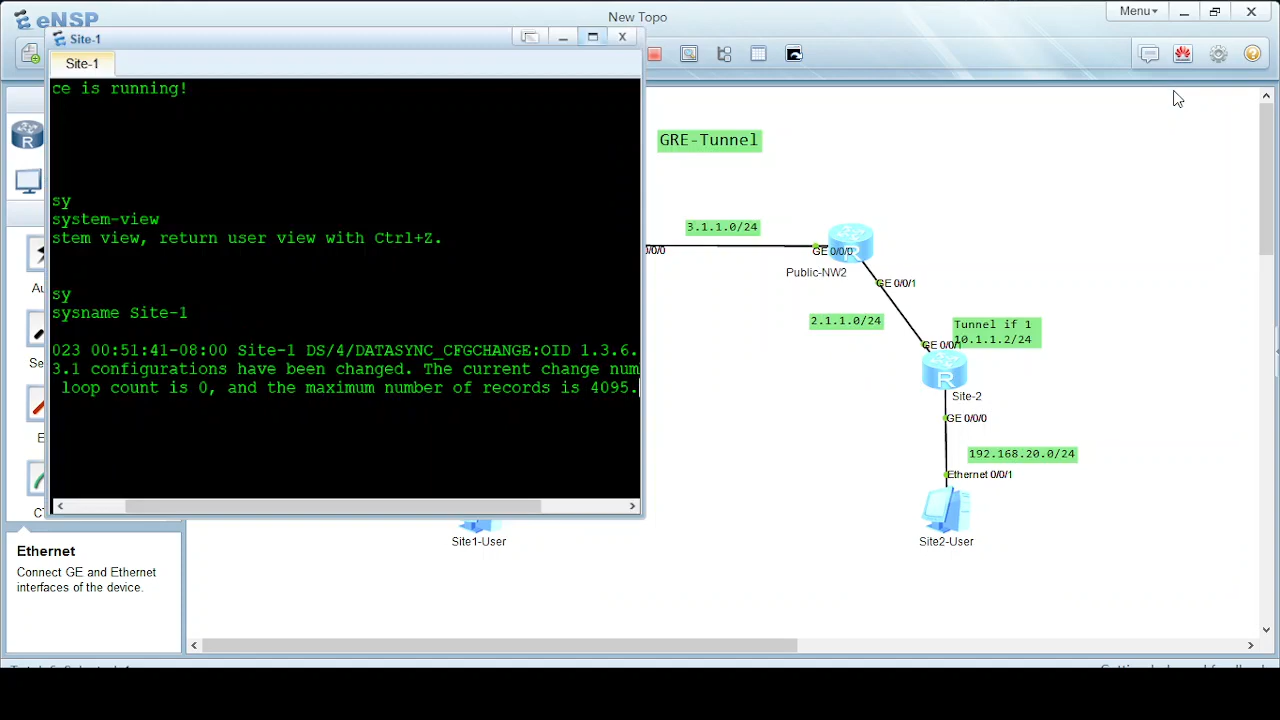 eNSP
New Topo
Menu
Site-1
Site-1
ce is running!
sy
system-view
stem view, return user view with Ctrl+Z.
sy
sysname Site-1
023 00:51:41-08:00 Site-1 DS/4/DATASYNC_CFGCHANGE:OID 1.3.6.
3.1 configurations have been changed. The current change num
loop count is 0, and the maximum number of records is 4095.
R
Au
Se
E
C
GRE-Tunnel
3.1.1.0/24
0/0/0
GE 0/0/0
R
Public-NW2
GE 0/0/1
2.1.1.0/24
Tunnel if 1
10.1.1.2/24
GE 0/0/1
R
Site-2
GE 0/0/0
192.168.20.0/24
Ethernet 0/0/1
Site1-User
Site2-User
Ethernet
Connect GE and Ethernet
interfaces of the device.